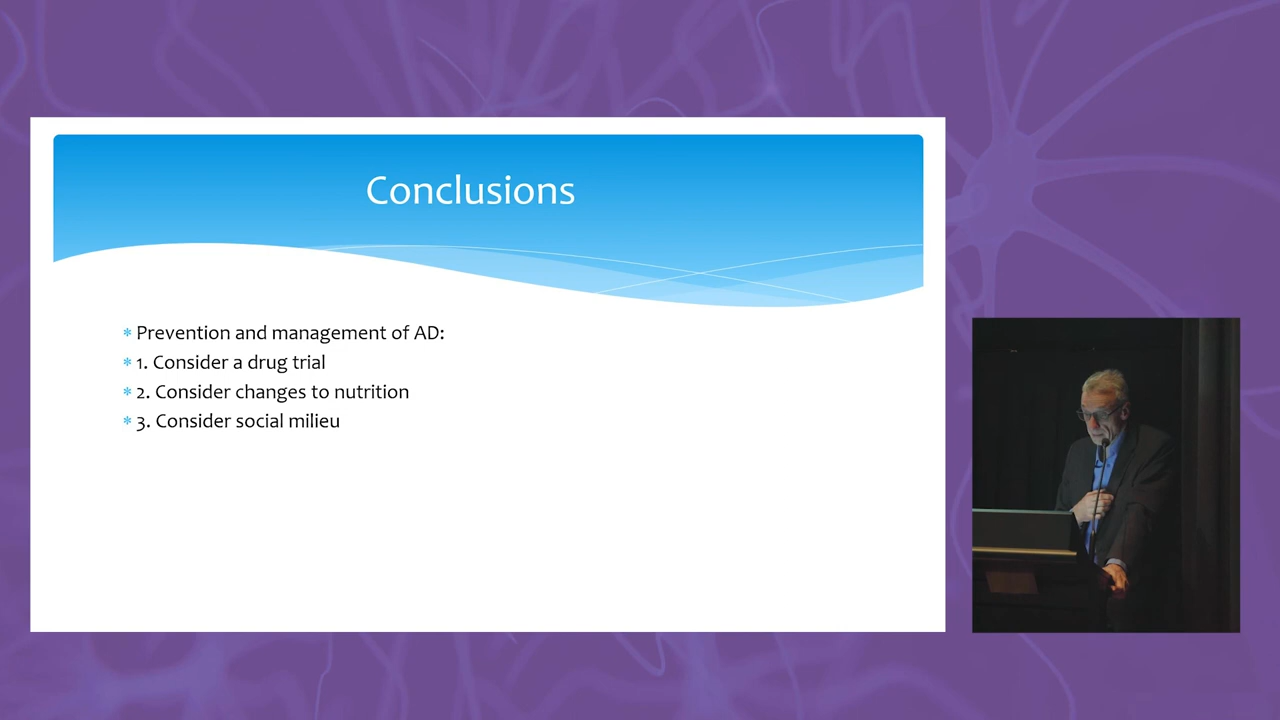 Conclusions
* Prevention and management of AD:
* 1. Consider a drug trial
* 2. Consider changes to nutrition
* 3. Consider social milieu